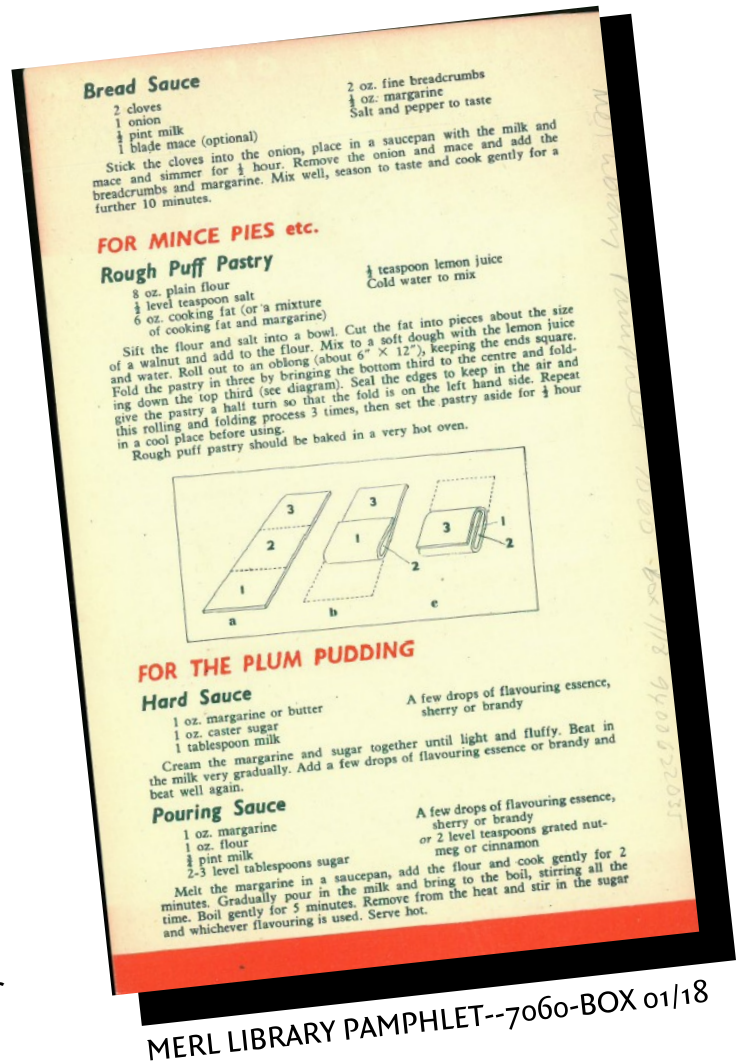 Bread Sauce
2 cloves
1 onion
½ pint milk
1 blade mace (optional)
2 oz. fine breadcrumbs
½ oz. margarine
Salt and pepper to taste
Stick the cloves into the onion, place in a saucepan with the milk and
mace and simmer for ½ hour. Remove the onion and mace and add the
breadcrumbs and margarine. Mix well, season to taste and cook gently for a
further 10 minutes.
FOR MINCE PIES etc.
Rough Puff Pastry
8 oz. plain flour
½ level teaspoon salt
6 oz. cooking fat (or a mixture
of cooking fat and margarine)
½ teaspoon lemon juice
Cold water to mix
Sift the flour and salt into a bowl. Cut the fat into pieces about the size
of a walnut and add to the flour. Mix to a soft dough with the lemon juice
and water. Roll out to an oblong (about 6" × 12"), keeping the ends square.
Fold the pastry in three by bringing the bottom third to the centre and fold-
ing down the top third (see diagram). Seal the edges to keep in the air and
give the pastry a half turn so that the fold is on the left hand side. Repeat
this rolling and folding process 3 times, then set the pastry aside for ½ hour
in a cool place before using.
Rough puff pastry should be baked in a very hot oven.
3
2
1
a
3
1
2
b
3
1
2
c
FOR THE PLUM PUDDING
Hard Sauce
1 oz. margarine or butter
1 oz. caster sugar
1 tablespoon milk
A few drops of flavouring essence,
sherry or brandy
Cream the margarine and sugar together until light and fluffy. Beat in
the milk very gradually. Add a few drops of flavouring essence or brandy and
beat well again.
Pouring Sauce
1 oz. margarine
1 oz. flour
pint milk
2-3 level tablespoons sugar
A few drops of flavouring essence,
sherry or brandy
or 2 level teaspoons grated nut-
meg or cinnamon
Melt the margarine in a saucepan, add the flour and cook gently for 2
minutes. Gradually pour in the milk and bring to the boil, stirring all the
time. Boil gently for 5 minutes. Remove from the heat and stir in the sugar
and whichever flavouring is used. Serve hot.
MERL LIBRARY PAMPHLET--7060-BOX 01/18